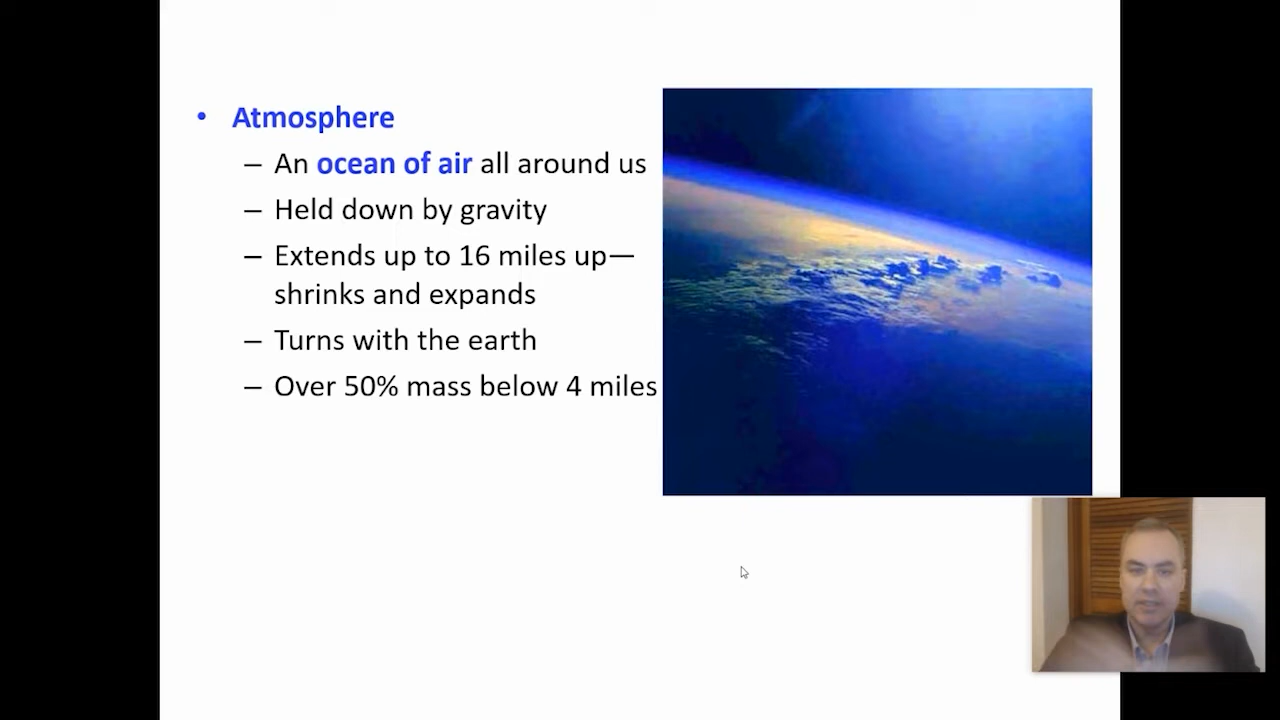 • Atmosphere
– An ocean of air all around us
– Held down by gravity
– Extends up to 16 miles up—
shrinks and expands
– Turns with the earth
– Over 50% mass below 4 miles